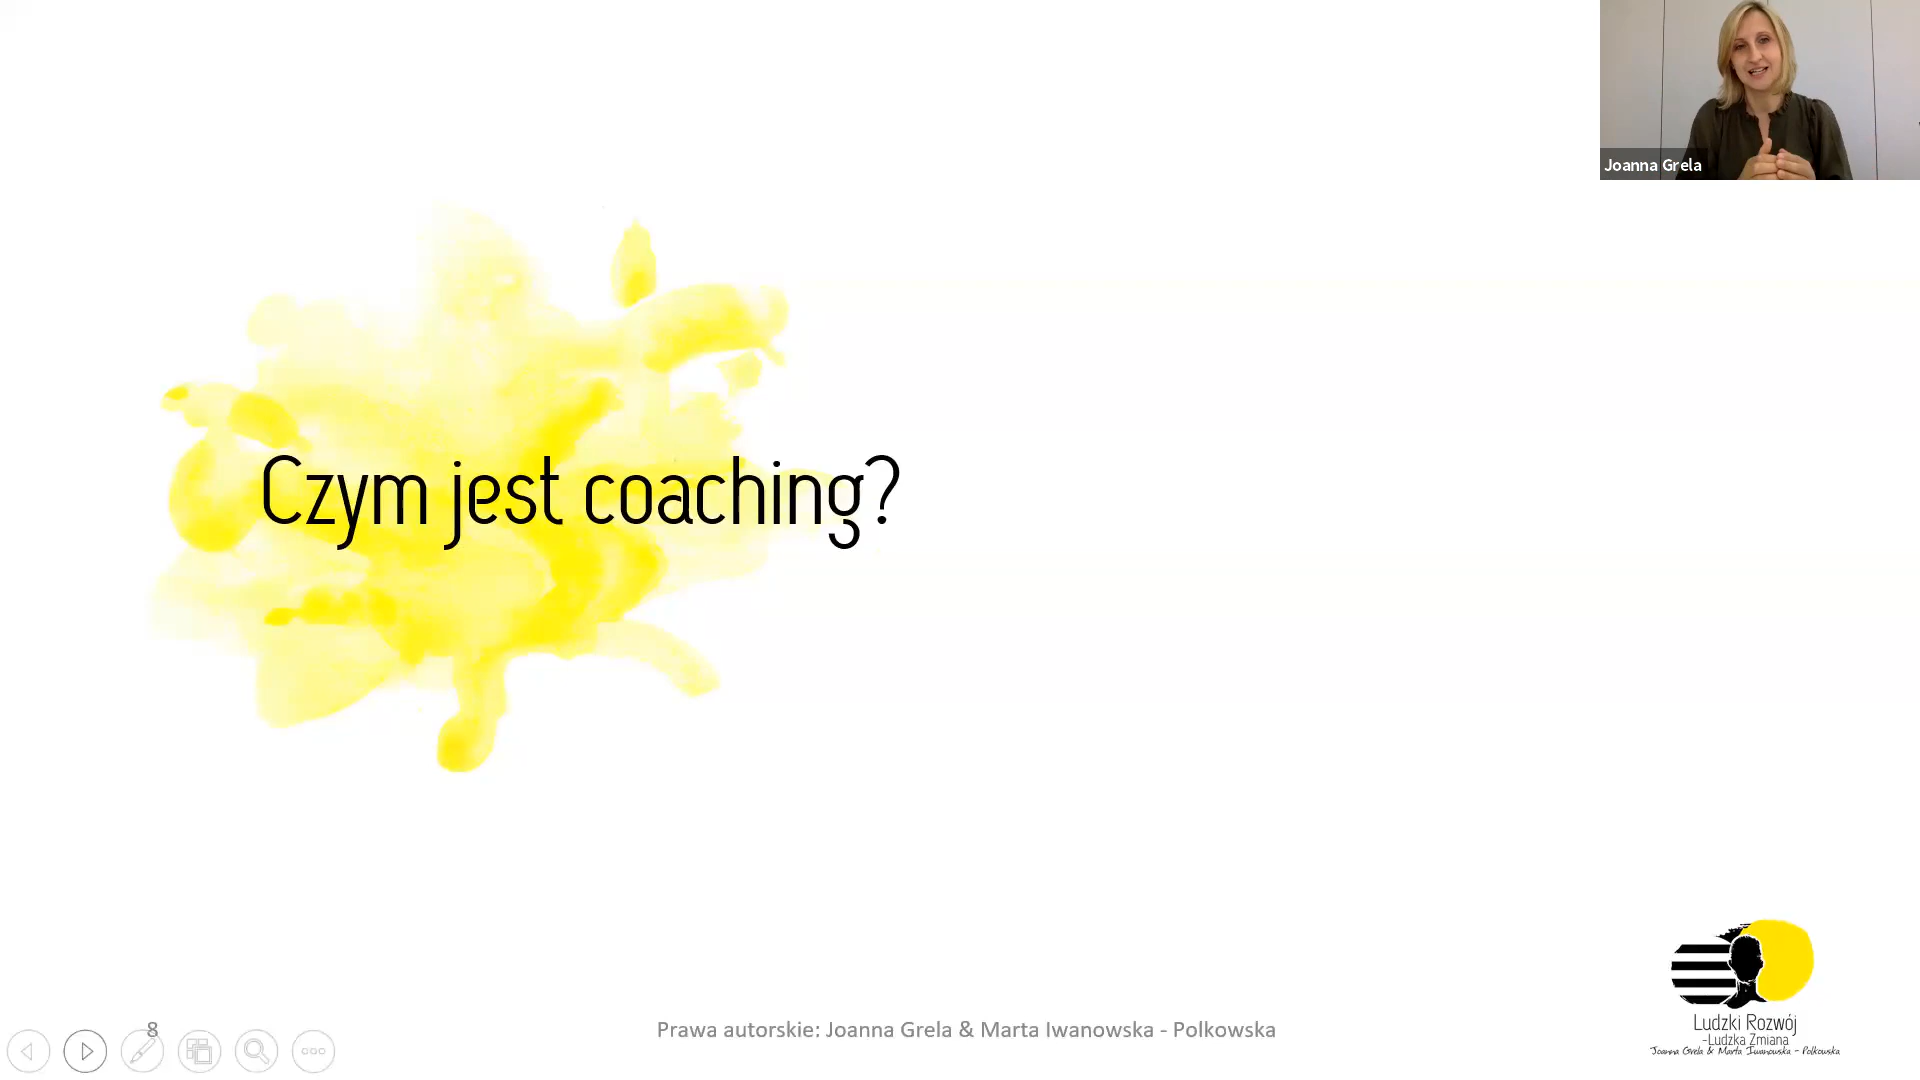 Joanna Grela
Czym jest coaching?
8
Prawa autorskie: Joanna Grela & Marta Iwanowska - Polkowska
Ludzki Rozwój
-Ludzka Zmiana
Joanna Grela & Marta Iwanowska - Polkowska